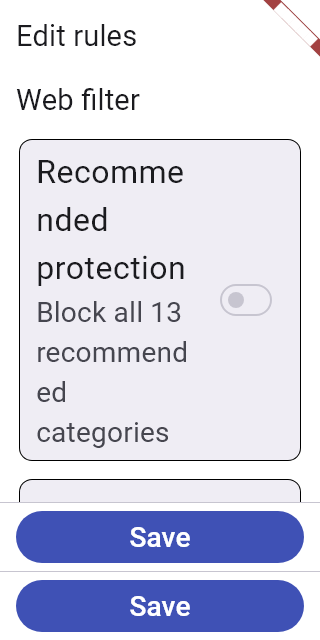 Edit rules
Web filter
Recomme
nded
protection
Block all 13
recommend
ed
categories
Save
Save